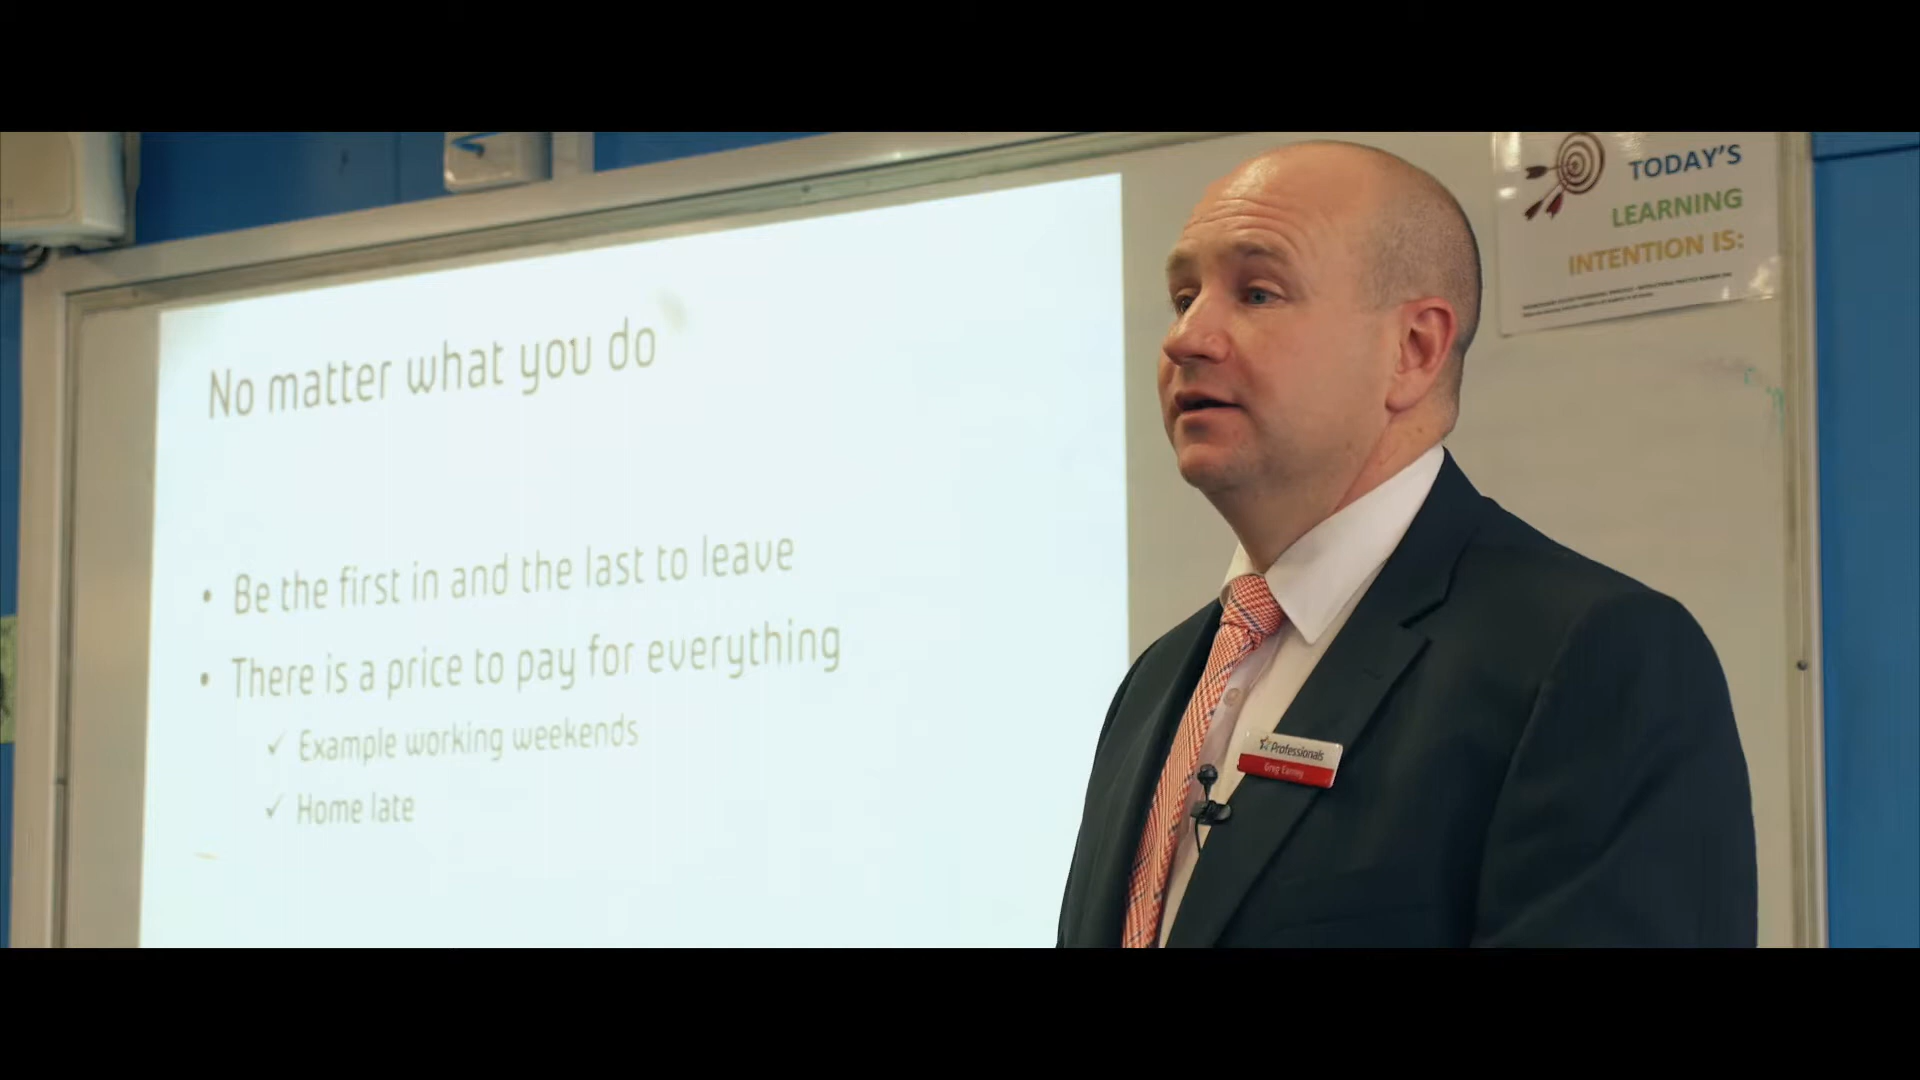 No matter what you do
• Be the first in and the last to leave
• There is a price to pay for everything
✓ Example working weekends
✓ Home late
TODAY'S
LEARNING
INTENTION IS:
Professionals
Greg